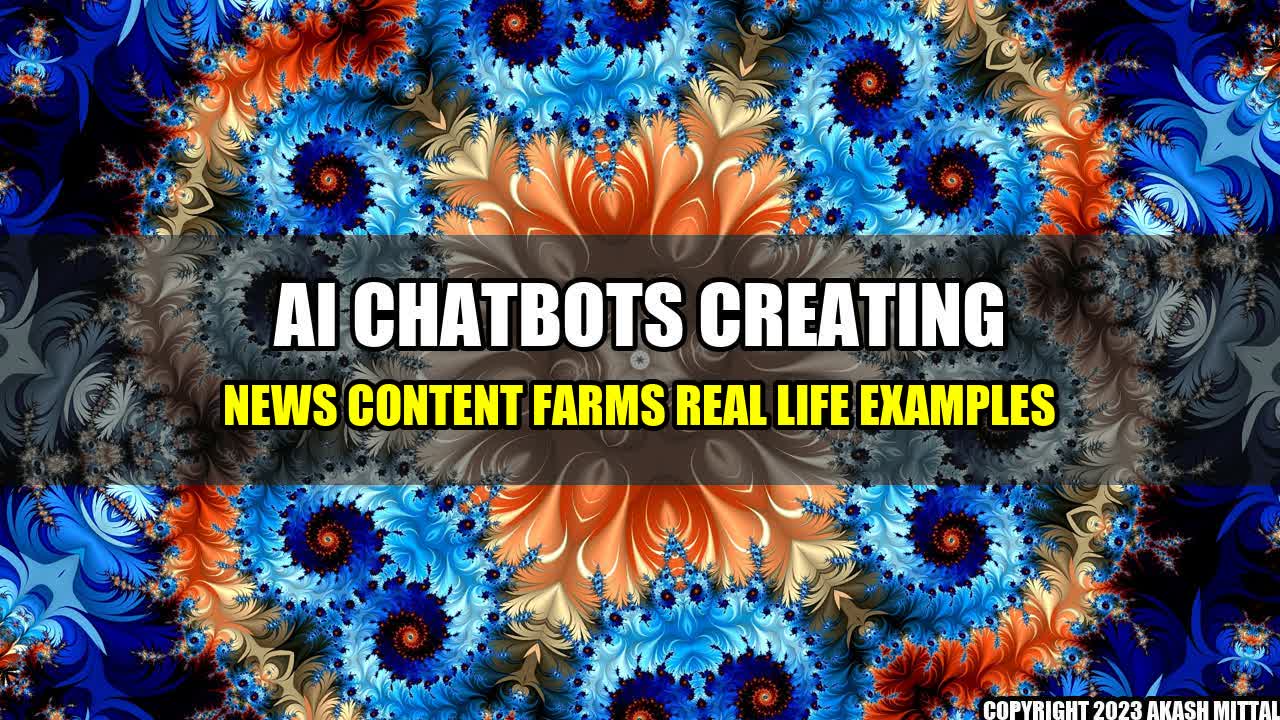 AI CHATBOTS CREATING
NEWS CONTENT FARMS REAL LIFE EXAMPLES
COPYRIGHT 2023 AKASH MITTAL